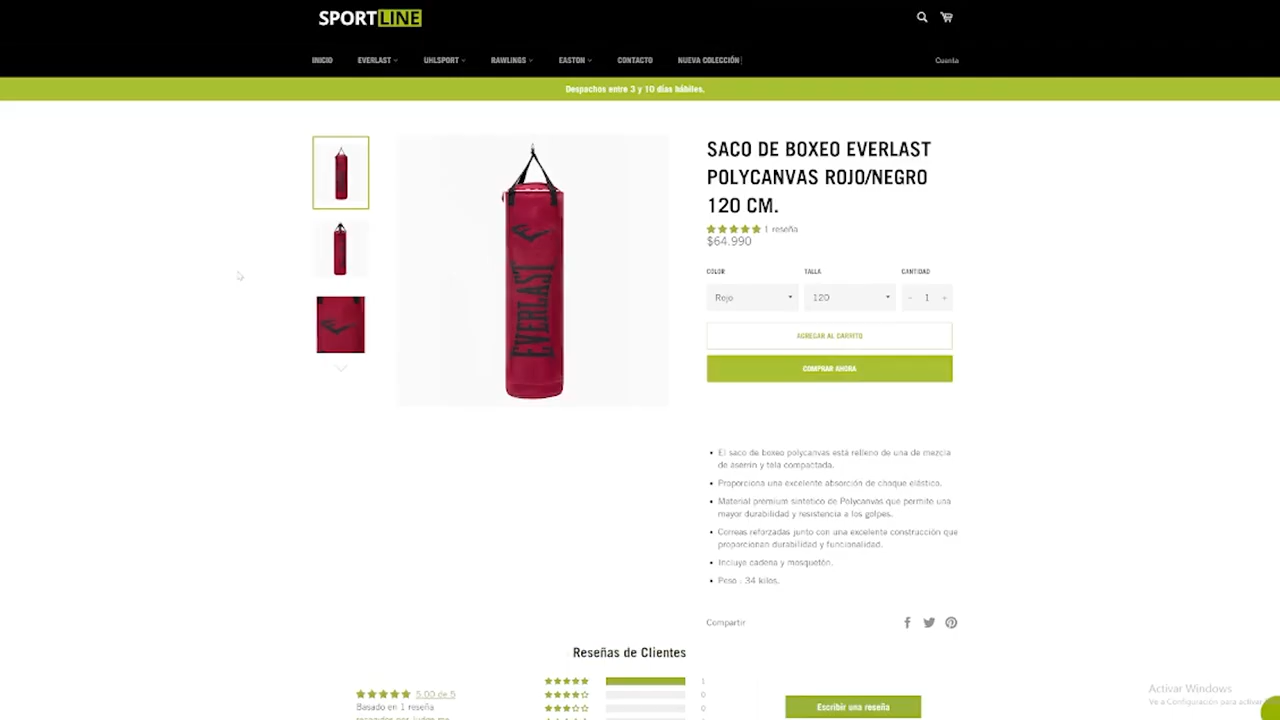 SPORTLINE
INICIO EVERLAST UHLSPORT RAWLINGS EASTON CONTACTO NUEVA COLECCIÓN Cuenta
Despachos entre 3 y 10 días hábiles.
EVERLAST
SACO DE BOXEO EVERLAST
POLYCANVAS ROJO/NEGRO
120 CM.
1 reseña
$64.990
COLOR TALLA CANTIDAD
Rojo 120 − 1 +
AGREGAR AL CARRITO
COMPRAR AHORA
El saco de boxeo polycanvas está relleno de una de mezcla
de aserrín y tela compactada.
Proporciona una excelente absorción de choque elástico.
Material premium sintético de Polycanvas que permite una
mayor durabilidad y resistencia a los golpes.
Correas reforzadas junto con una excelente construcción que
proporcionan durabilidad y funcionalidad.
Incluye cadena y mosquetón.
Peso : 34 kilos.
Compartir
Reseñas de Clientes
5.00 de 5
Basado en 1 reseña
1
0
0
Escribir una reseña
Activar Windows
Ve a Configuración para activar